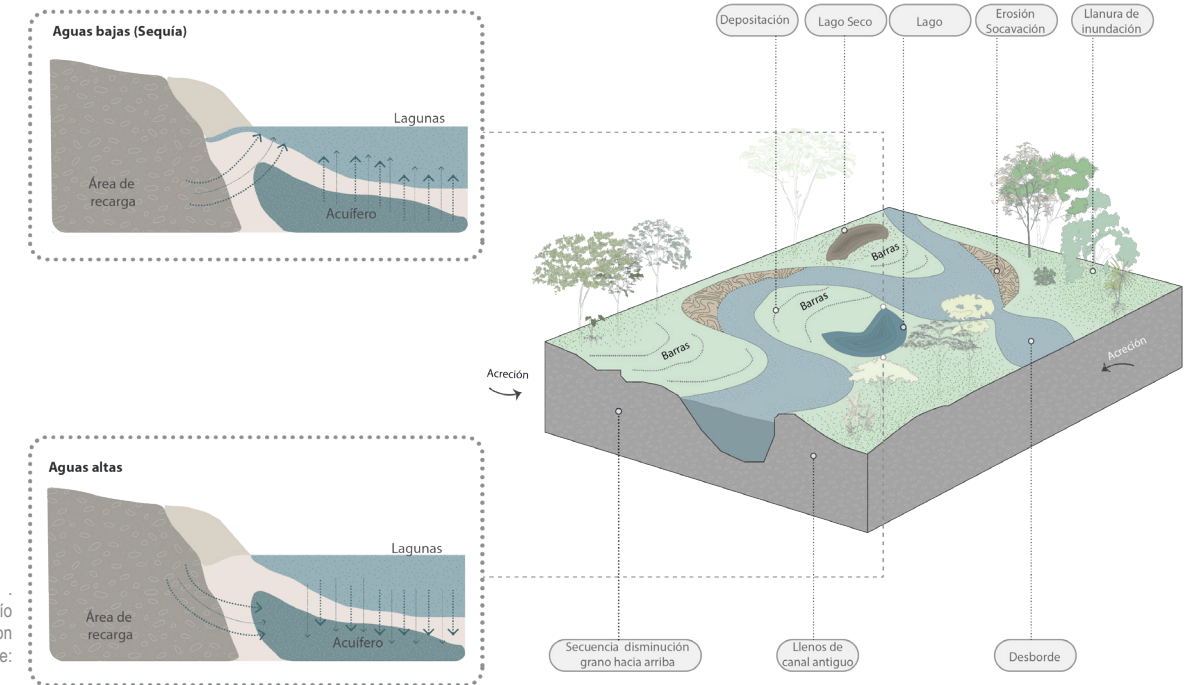 Aguas bajas (Sequía)
Lagunas
Área de
recarga
Acuífero
Depositación
Lago Seco
Lago
Erosión
Socavación
Llanura de
inundación
Barras
Barras
Barras
Acreción
Acreción
Aguas altas
Lagunas
Área de
recarga
Acuífero
Secuencia disminución
grano hacia arriba
Llenos de
canal antiguo
Desborde